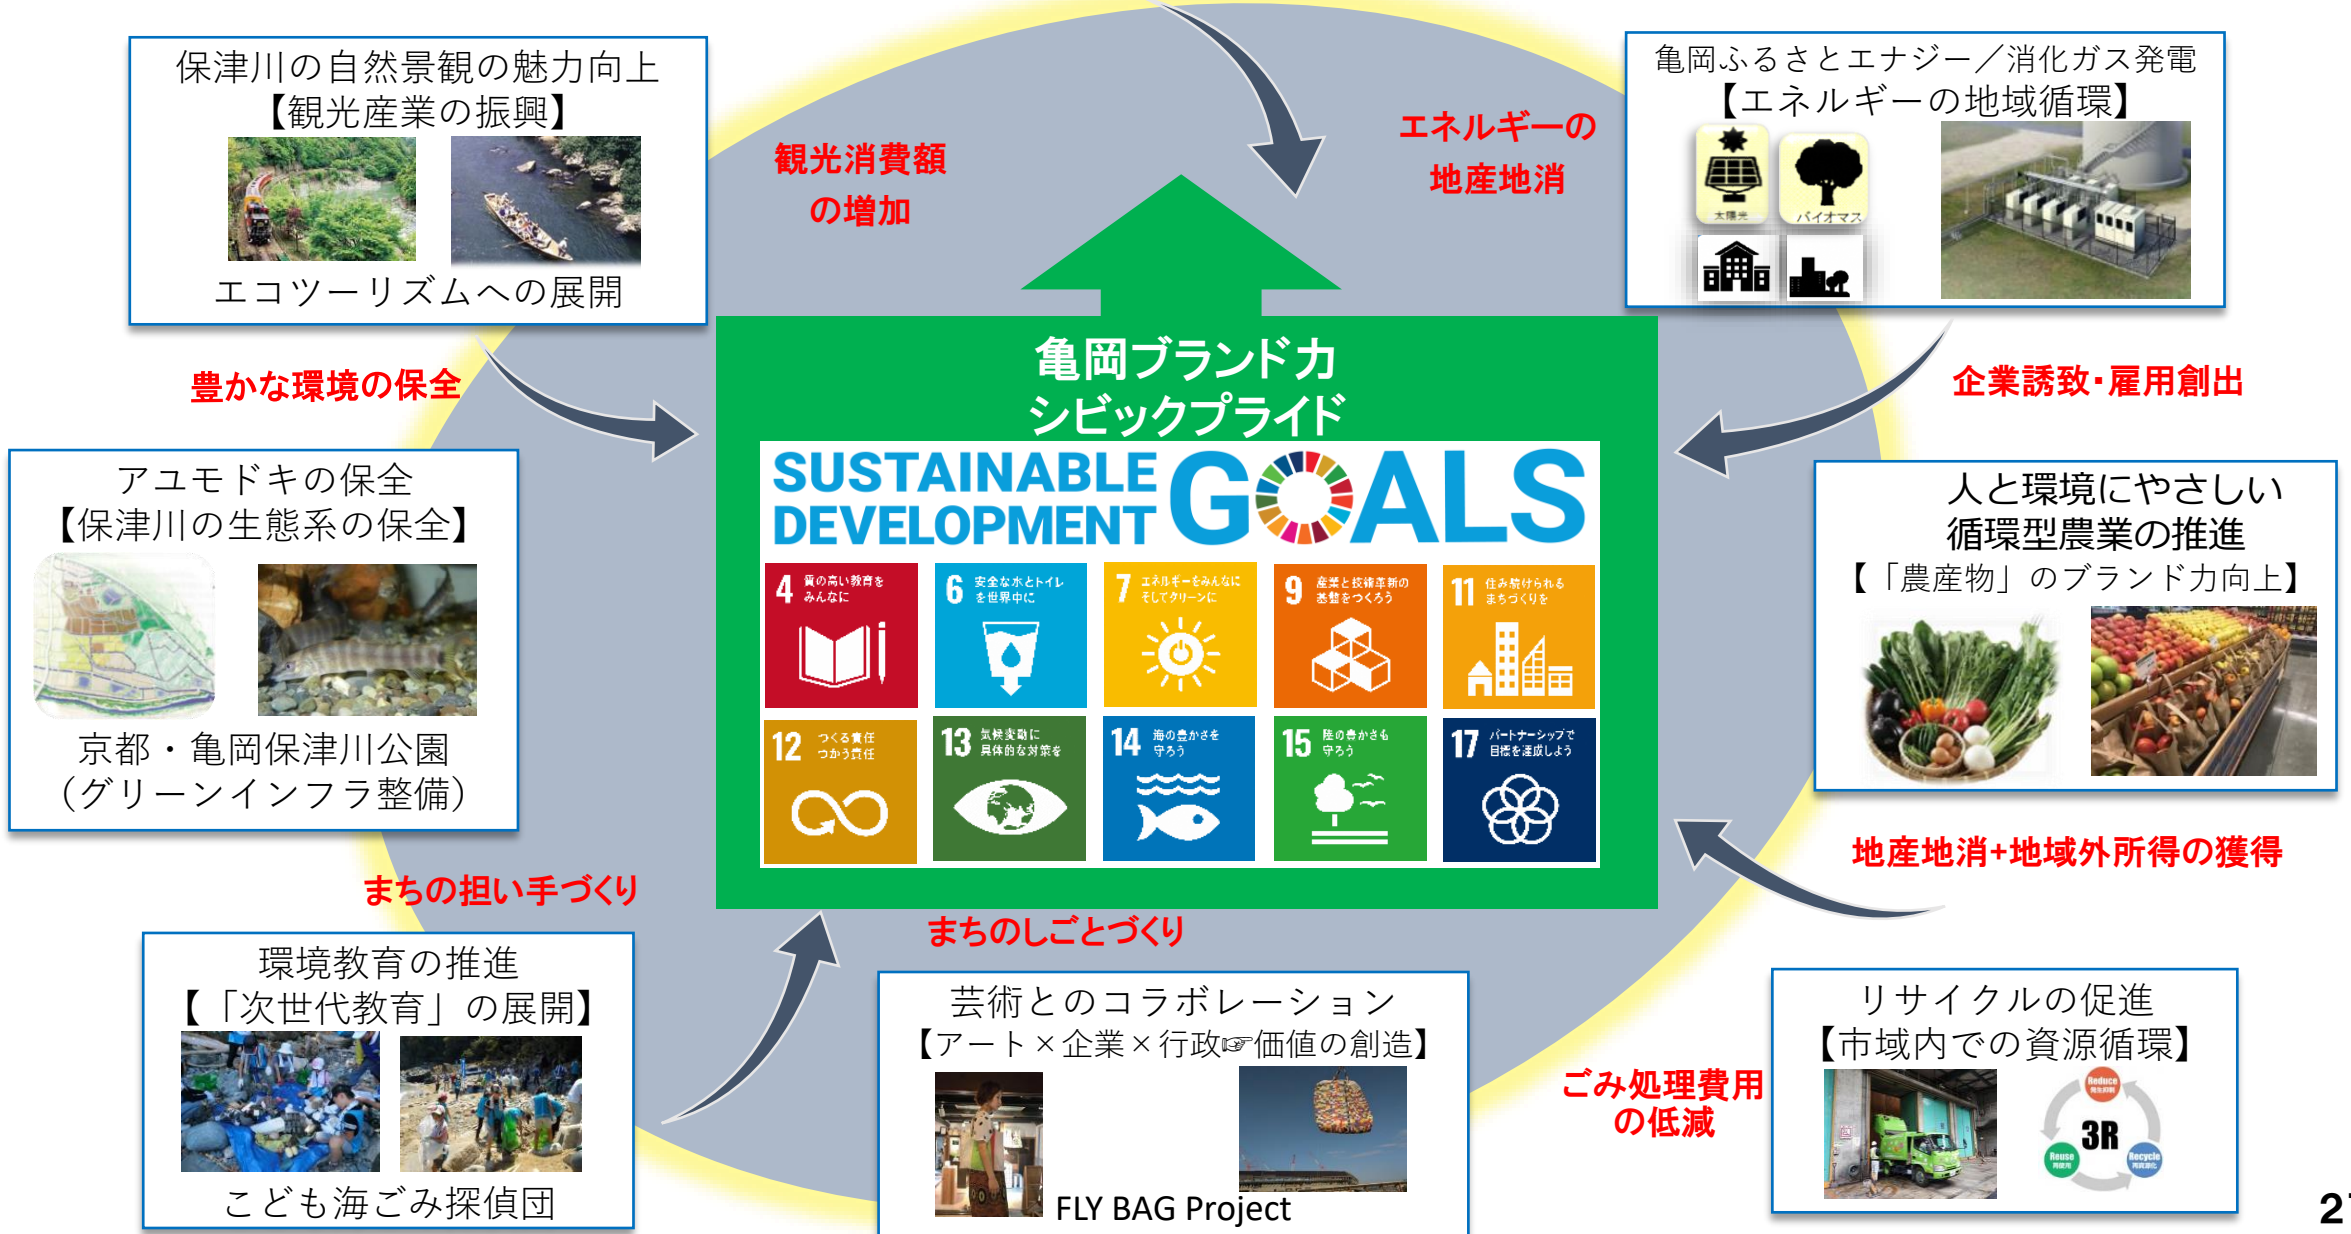 保津川の自然景観の魅力向上
【観光産業の振興】
エコツーリズムへの展開
観光消費額
の増加
エネルギーの
地産地消
亀岡ふるさとエナジー／消化ガス発電
【エネルギーの地域循環】
太陽光
バイオマス
豊かな環境の保全
企業誘致・雇用創出
亀岡ブランド力
シビックプライド
SUSTAINABLE
DEVELOPMENT
GOALS
4 質の高い教育を
みんなに
6 安全な水とトイレ
を世界中に
7 エネルギーをみんなに
そしてクリーンに
9 産業と技術革新の
基盤をつくろう
11 住み続けられる
まちづくりを
12 つくる責任
つかう責任
13 気候変動に
具体的な対策を
14 海の豊かさを
守ろう
15 陸の豊かさも
守ろう
17 パートナーシップで
目標を達成しよう
アユモドキの保全
【保津川の生態系の保全】
京都・亀岡保津川公園
（グリーンインフラ整備）
人と環境にやさしい
循環型農業の推進
【「農産物」のブランド力向上】
地産地消+地域外所得の獲得
まちの担い手づくり
まちのしごとづくり
環境教育の推進
【「次世代教育」の展開】
こども海ごみ探偵団
芸術とのコラボレーション
【アート×企業×行政☞価値の創造】
FLY BAG Project
ごみ処理費用
の低減
リサイクルの促進
【市域内での資源循環】
Reduce
発生抑制
3R
Reuse
再使用
Recycle
再資源化